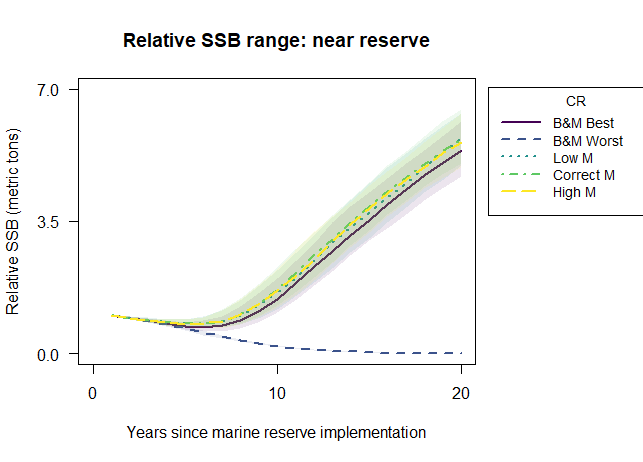 Relative SSB range: near reserve
Relative SSB (metric tons)
7.0
3.5
0.0
0
10
20
Years since marine reserve implementation
CR
B&M Best
B&M Worst
Low M
Correct M
High M